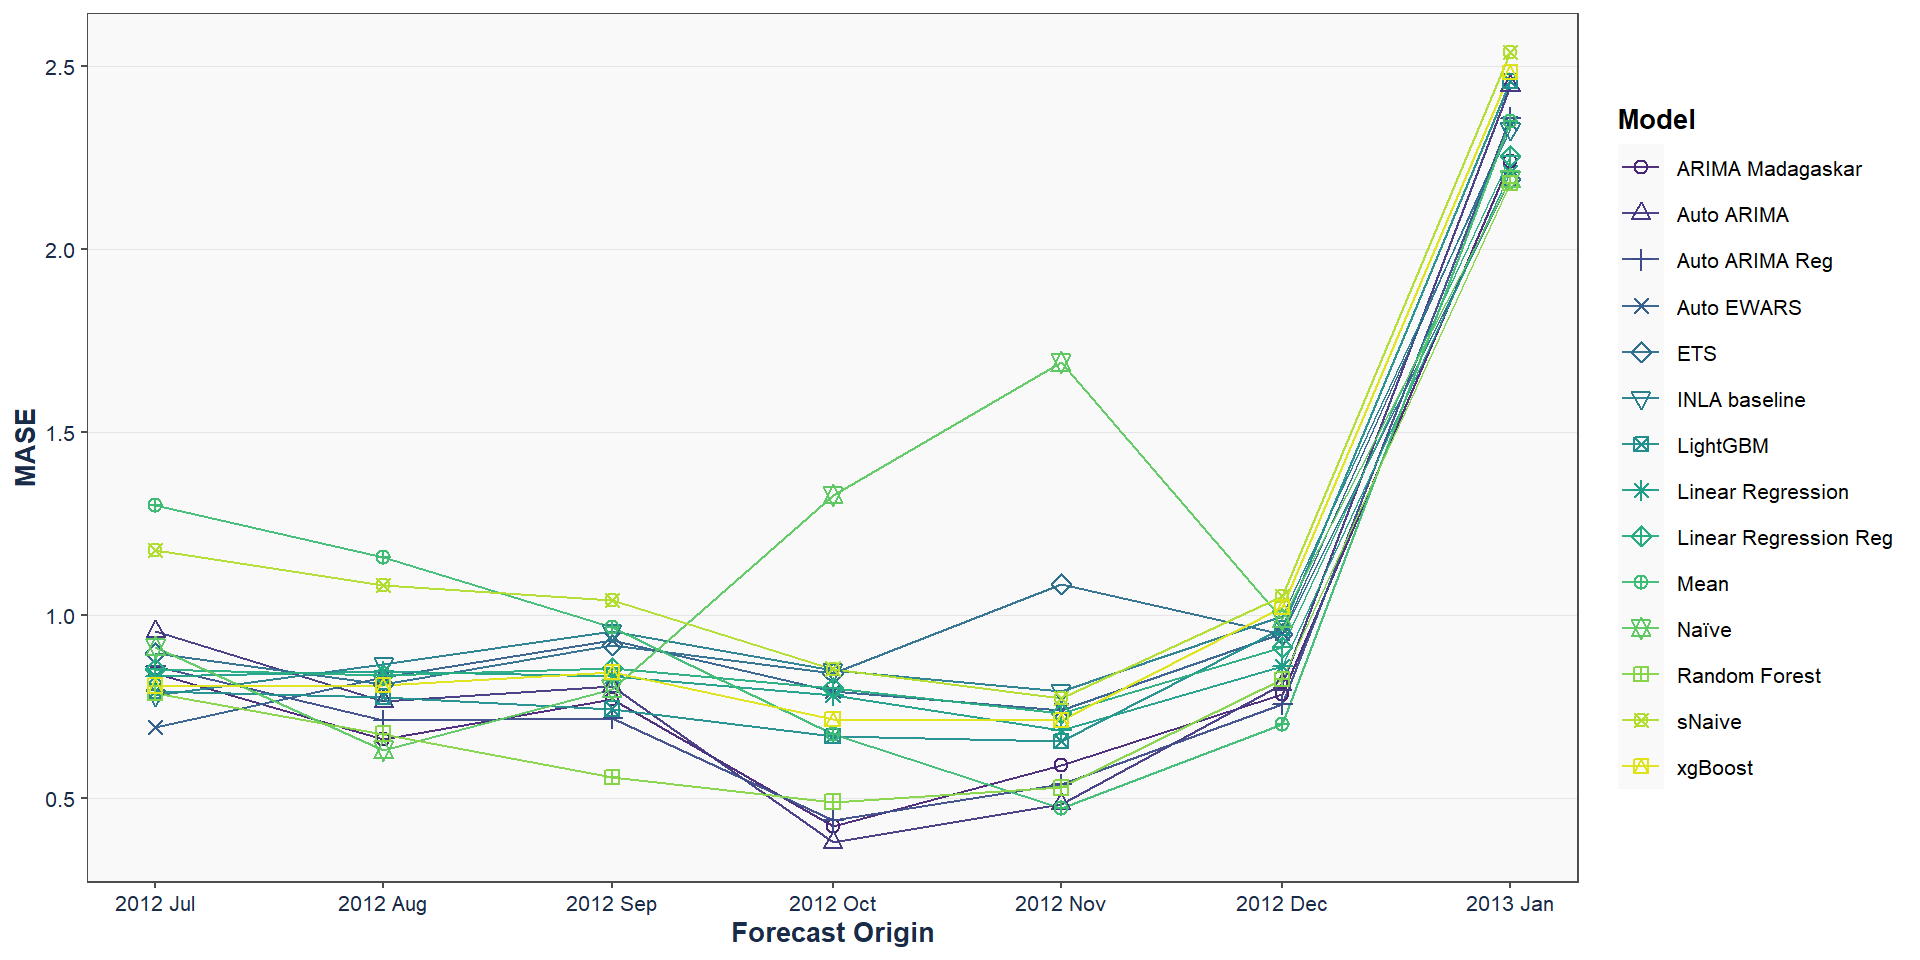 2.5
2.0
1.5
1.0
0.5
MASE
2012 Jul
2012 Aug
2012 Sep
2012 Oct
2012 Nov
2012 Dec
2013 Jan
Forecast Origin
Model
ARIMA Madagaskar
Auto ARIMA
Auto ARIMA Reg
Auto EWARS
ETS
INLA baseline
LightGBM
Linear Regression
Linear Regression Reg
Mean
Naïve
Random Forest
sNaive
xgBoost